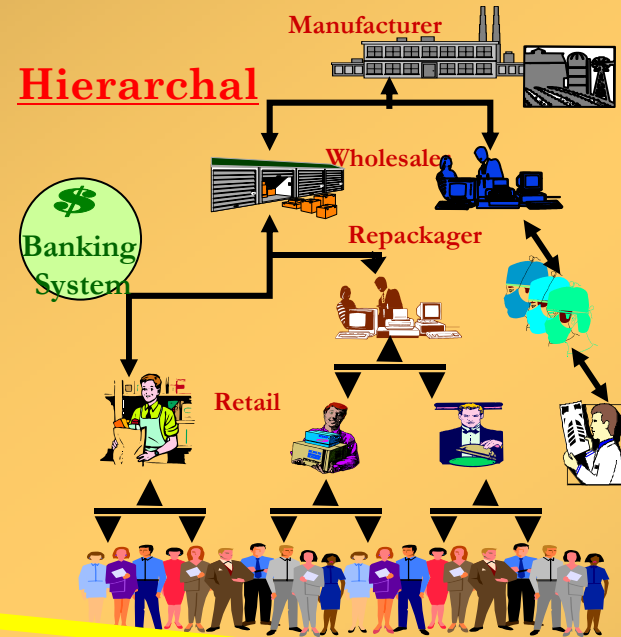 Manufacturer
Hierarchal
Wholesale
$
Banking
System
Repackager
Retail